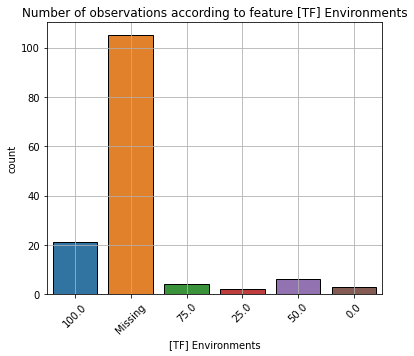 Number of observations according to feature [TF] Environments
100
80
60
40
20
0
count
100.0
Missing
75.0
25.0
50.0
0.0
[TF] Environments